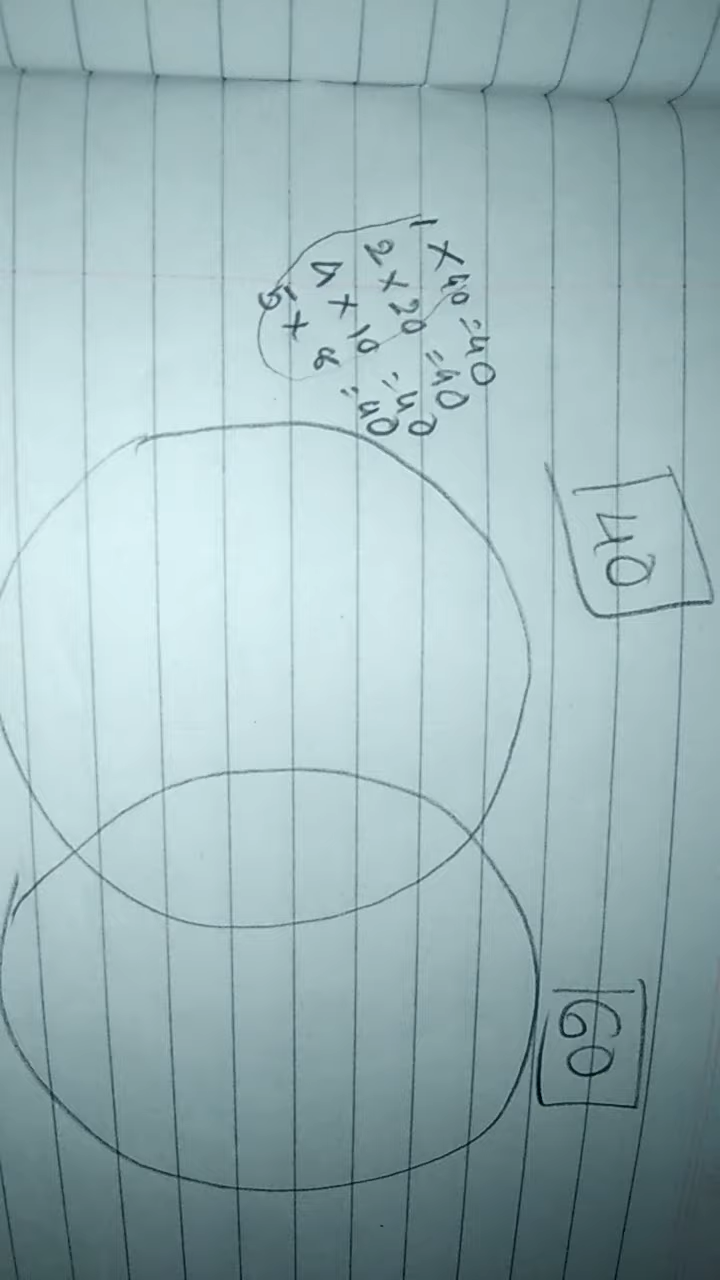 1 × 40 = 40
2 × 20 = 40
4 × 10 = 40
5 × 8 = 40
40
60